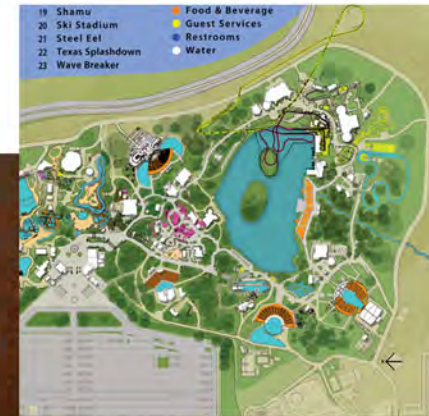 19 Shamu
20 Ski Stadium
21 Steel Eel
22 Texas Splashdown
23 Wave Breaker
Food & Beverage
Guest Services
Restrooms
Water